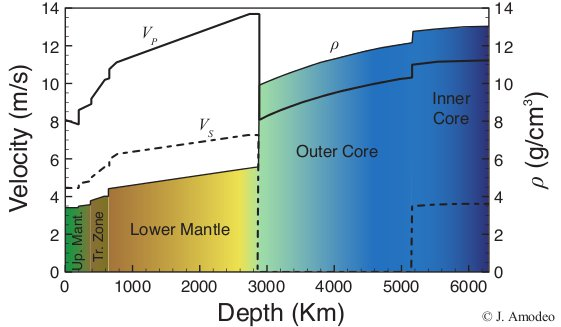 14
12
10
8
6
4
2
0
Velocity (m/s)
V_P
V_S
ρ
Up. Mant.
Tr. Zone
Lower Mantle
Outer Core
Inner
Core
14
12
10
8
6
4
2
0
ρ (g/cm³)
0 1000 2000 3000 4000 5000 6000
Depth (Km)
© J. Amodeo